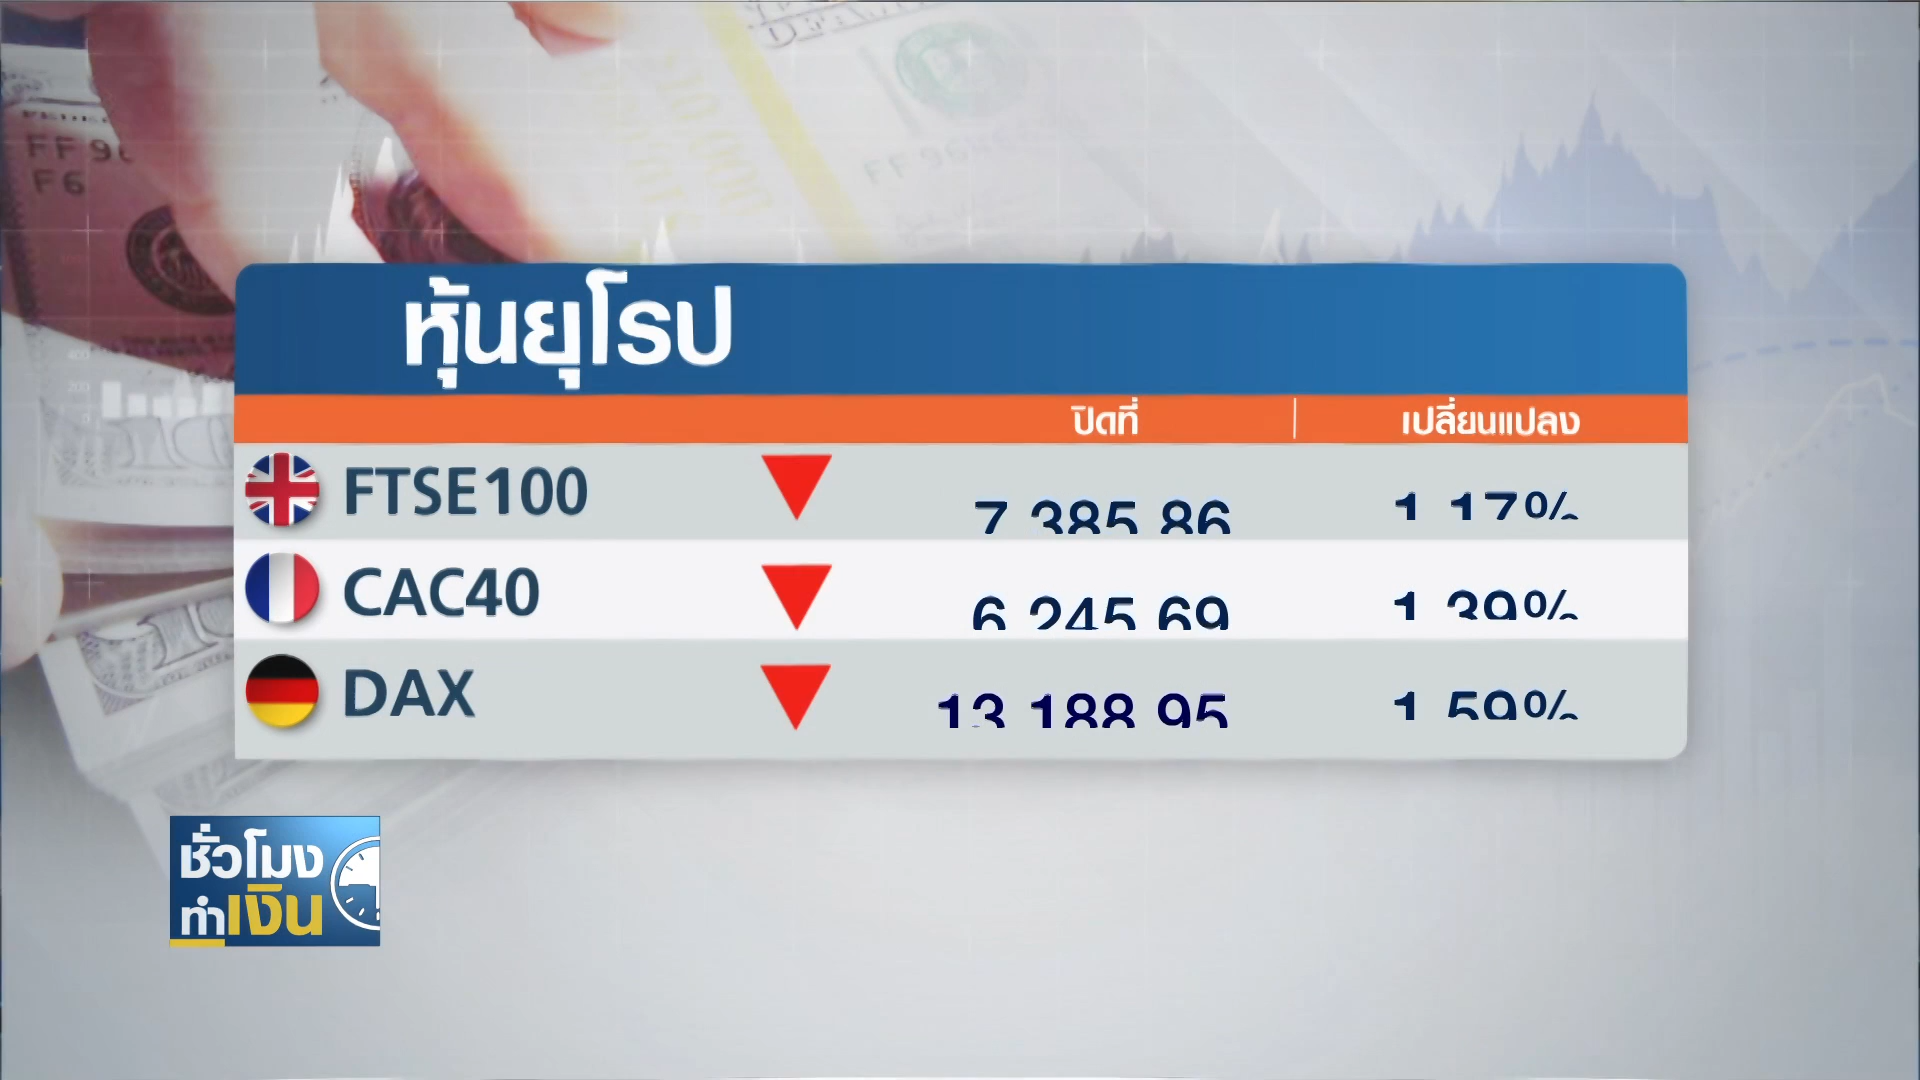 หุ้นยุโรป
ปิดที่ เปลี่ยนแปลง
FTSE100 7,385.86 1.17%
CAC40 6,245.69 1.39%
DAX 13,188.95 1.59%
ชั่วโมง
ทำเงิน